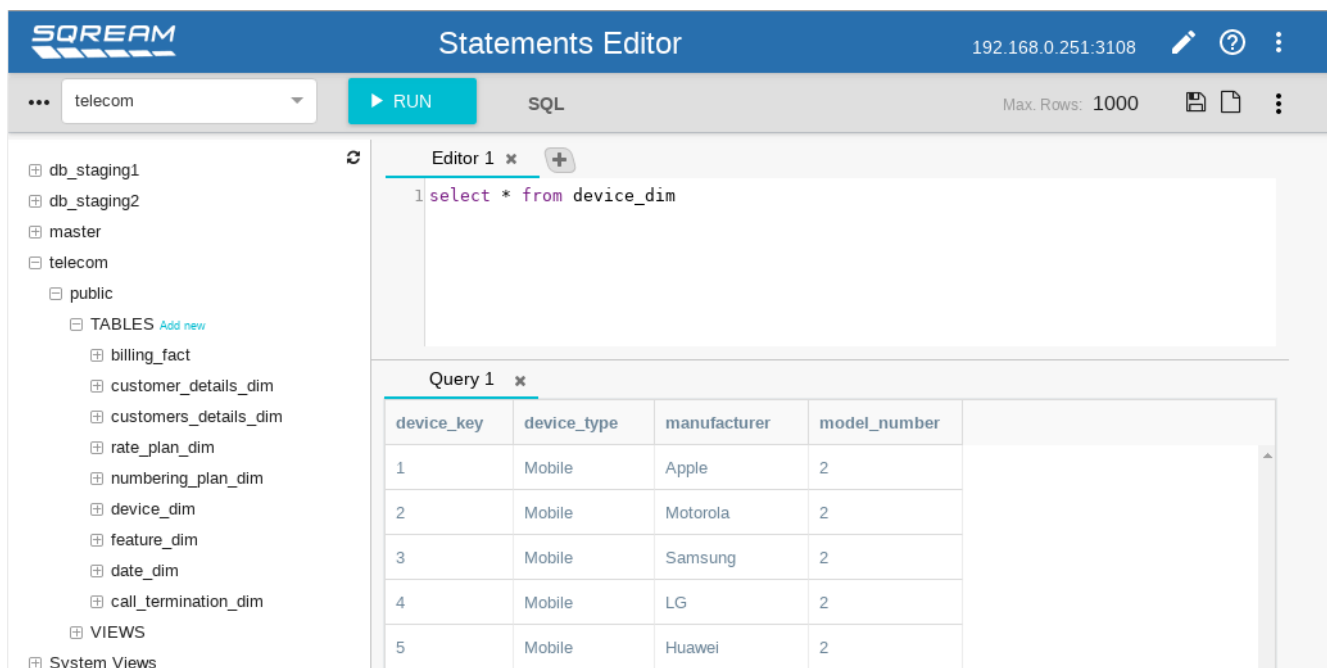 SQREAM
Statements Editor
192.168.0.251:3108
telecom
RUN
SQL
Max. Rows: 1000
db_staging1
db_staging2
master
telecom
public
TABLES Add new
billing_fact
customer_details_dim
customers_details_dim
rate_plan_dim
numbering_plan_dim
device_dim
feature_dim
date_dim
call_termination_dim
VIEWS
System Views
Editor 1
1 select * from device_dim
Query 1
device_key device_type manufacturer model_number
1 Mobile Apple 2
2 Mobile Motorola 2
3 Mobile Samsung 2
4 Mobile LG 2
5 Mobile Huawei 2